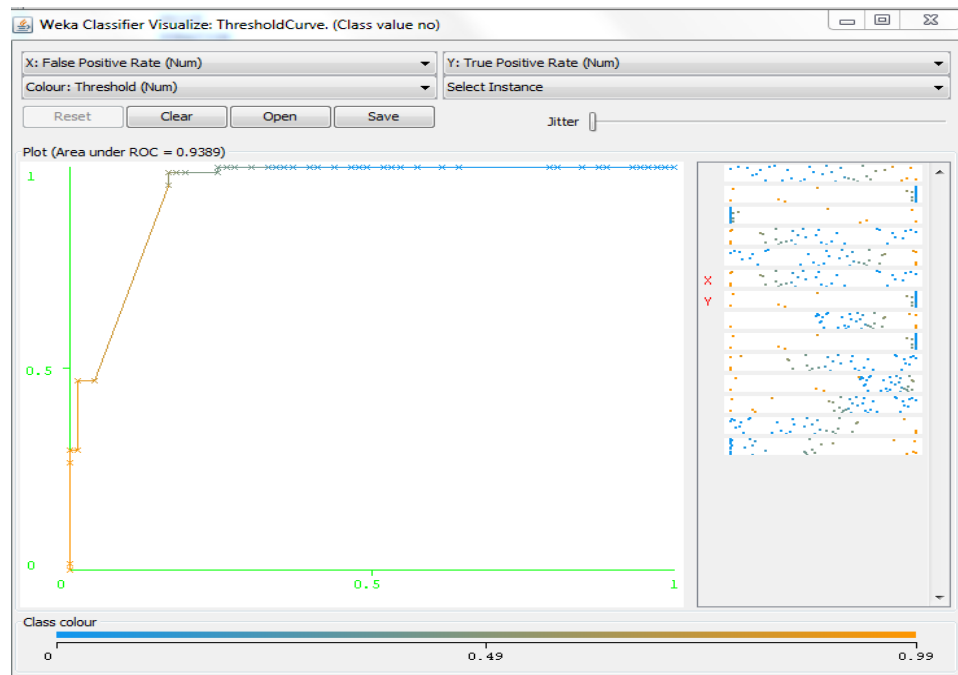 Weka Classifier Visualize: ThresholdCurve. (Class value no)
X: False Positive Rate (Num) Y: True Positive Rate (Num)
Colour: Threshold (Num) Select Instance
Reset Clear Open Save Jitter
Plot (Area under ROC = 0.9389)
1
X
Y
0.5
0
0 0.5 1
Class colour
0 0.49 0.99